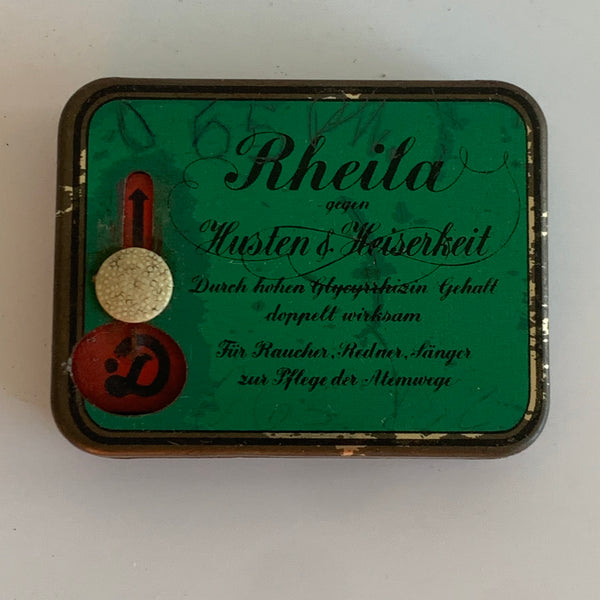 Rheila
gegen
Husten & Heiserkeit
Durch hohen Glycyrrhizin Gehalt
doppelt wirksam
Für Raucher, Redner, Sänger
zur Pflege der Atemwege